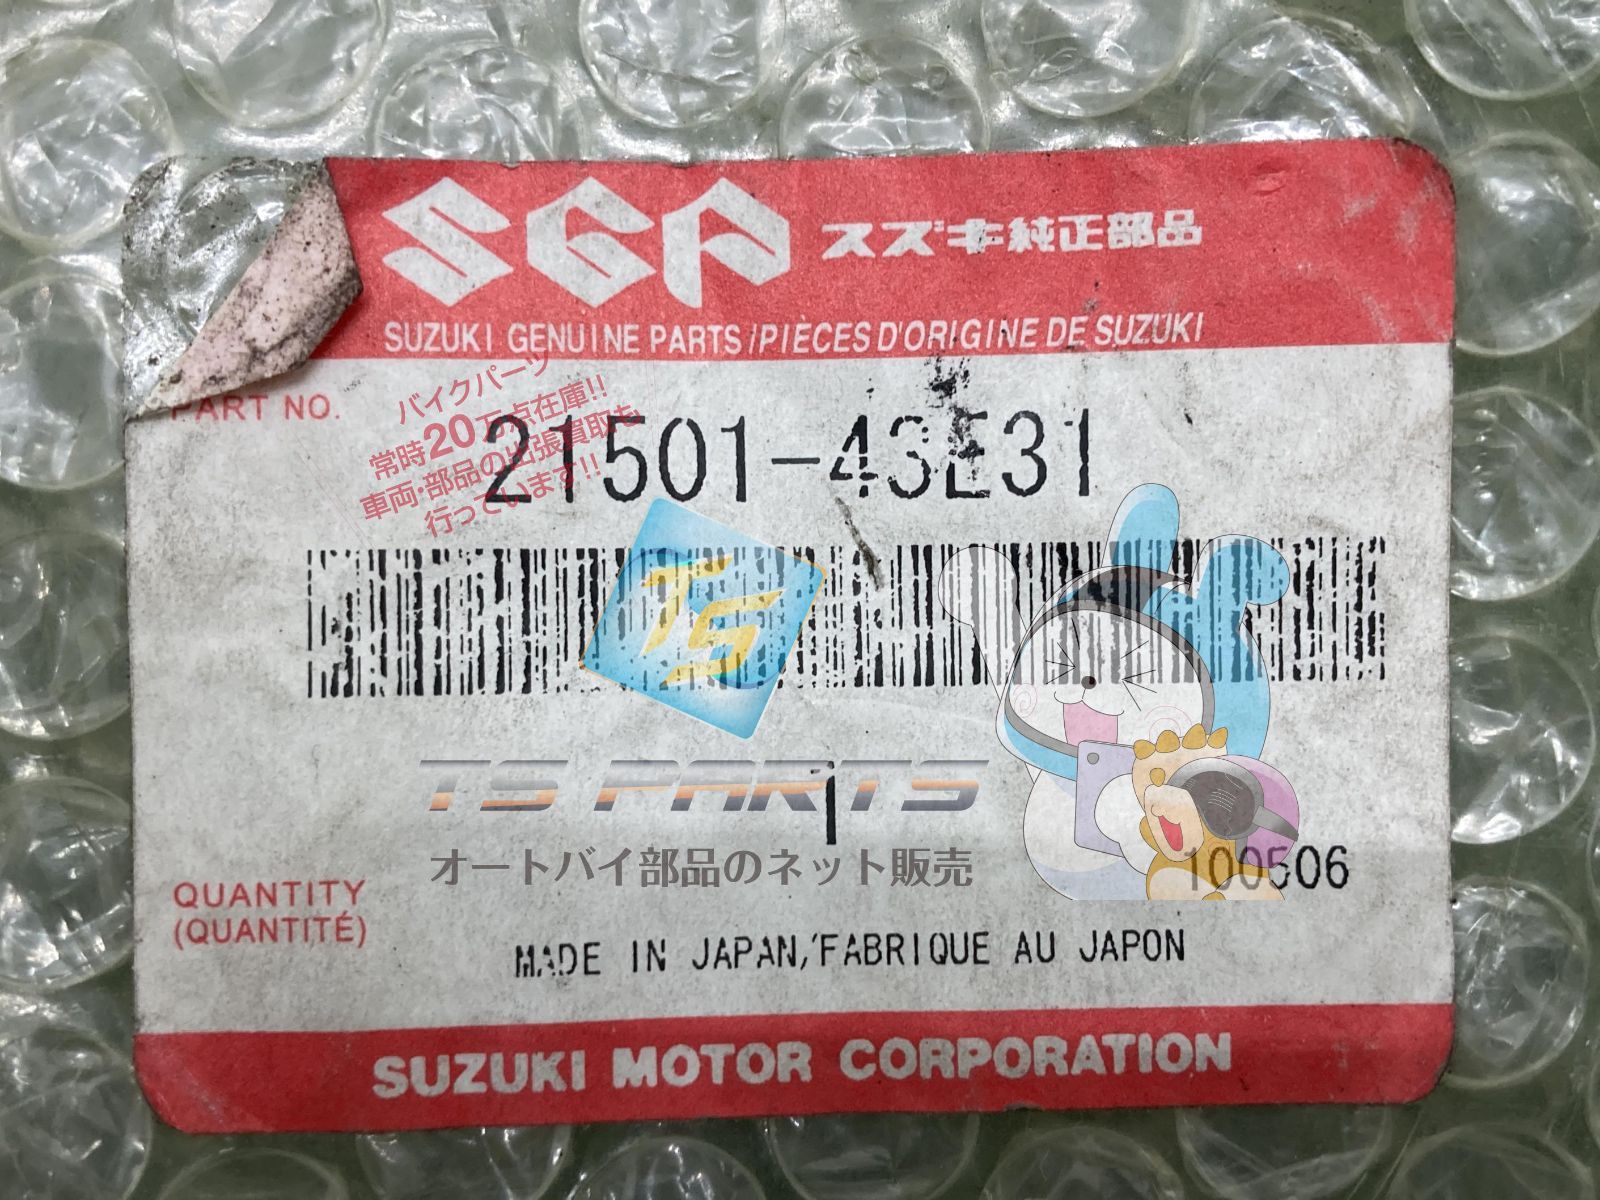 SGP スズキ純正部品
SUZUKI GENUINE PARTS/PIÈCES D'ORIGINE DE SUZUKI
PART NO.
21501-43E31
バイクパーツ
常時20万点在庫!!
車両・部品の出張買取も
行っています!!
TS
TS PARTS
オートバイ部品のネット販売
1
100506
QUANTITY
(QUANTITÉ)
MADE IN JAPAN/FABRIQUE AU JAPON
SUZUKI MOTOR CORPORATION